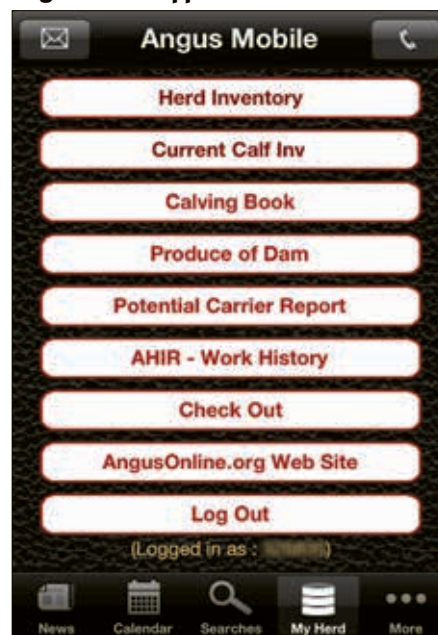 Angus Mobile
Herd Inventory
Current Calf Inv
Calving Book
Produce of Dam
Potential Carrier Report
AHIR - Work History
Check Out
AngusOnline.org Web Site
Log Out
(Logged in as : )
News Calendar Searches My Herd More